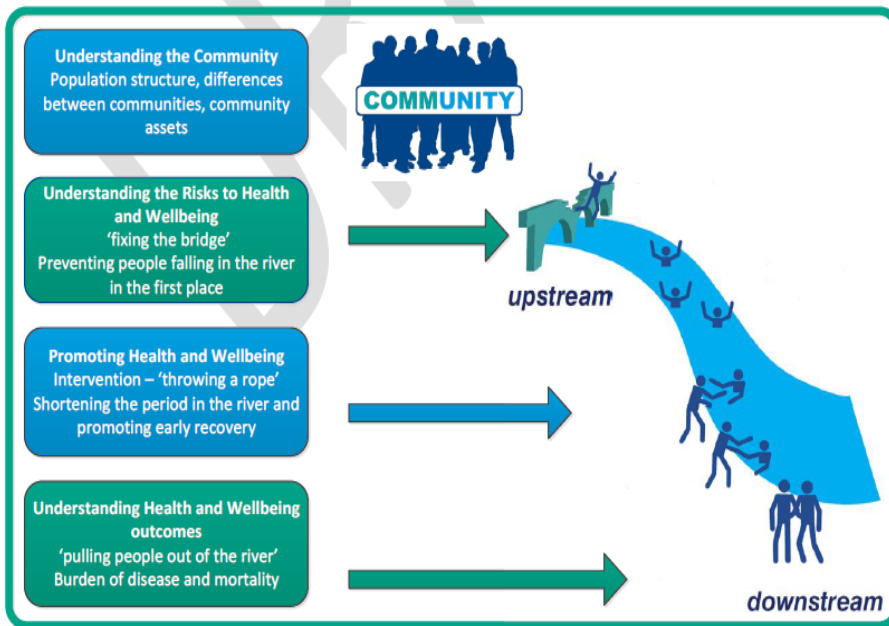 Understanding the Community
Population structure, differences
between communities, community
assets
COMMUNITY
Understanding the Risks to Health
and Wellbeing
‘fixing the bridge’
Preventing people falling in the river
in the first place
upstream
Promoting Health and Wellbeing
Intervention – ‘throwing a rope’
Shortening the period in the river and
promoting early recovery
Understanding Health and Wellbeing
outcomes
‘pulling people out of the river’
Burden of disease and mortality
downstream